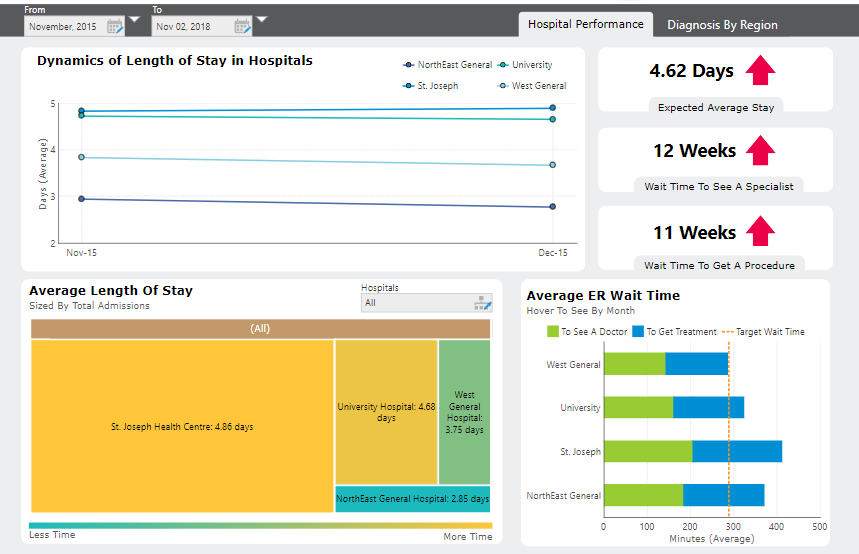 From
To
November, 2015
Nov 02, 2018
Hospital Performance
Diagnosis By Region
Dynamics of Length of Stay in Hospitals
NorthEast General
University
St. Joseph
West General
5
4
3
2
Days (Average)
Nov-15
Dec-15
4.62 Days
Expected Average Stay
12 Weeks
Wait Time To See A Specialist
11 Weeks
Wait Time To Get A Procedure
Average Length Of Stay
Sized By Total Admissions
Hospitals
All
(All)
St. Joseph Health Centre: 4.86 days
University Hospital: 4.68
days
West
General
Hospital:
3.75 days
NorthEast General Hospital: 2.85 days
Less Time
More Time
Average ER Wait Time
Hover To See By Month
To See A Doctor
To Get Treatment
Target Wait Time
West General
University
St. Joseph
NorthEast General
0
100
200
300
400
500
Minutes (Average)